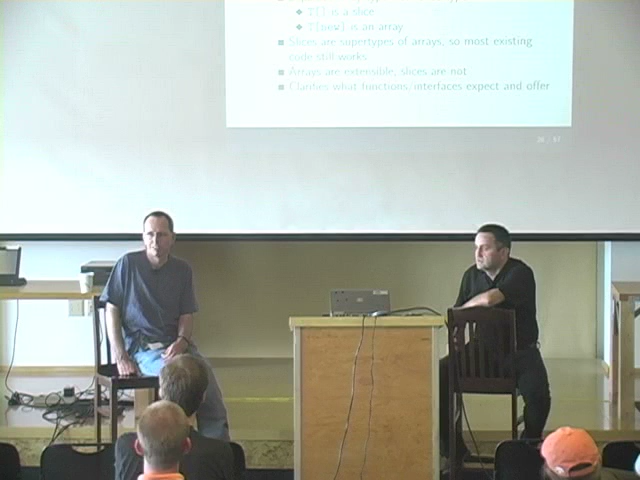 T[] is a slice
T[new] is an array
Slices are supertypes of arrays, so most existing
code still works
Arrays are extensible, slices are not
Clarifies what functions/interfaces expect and offer